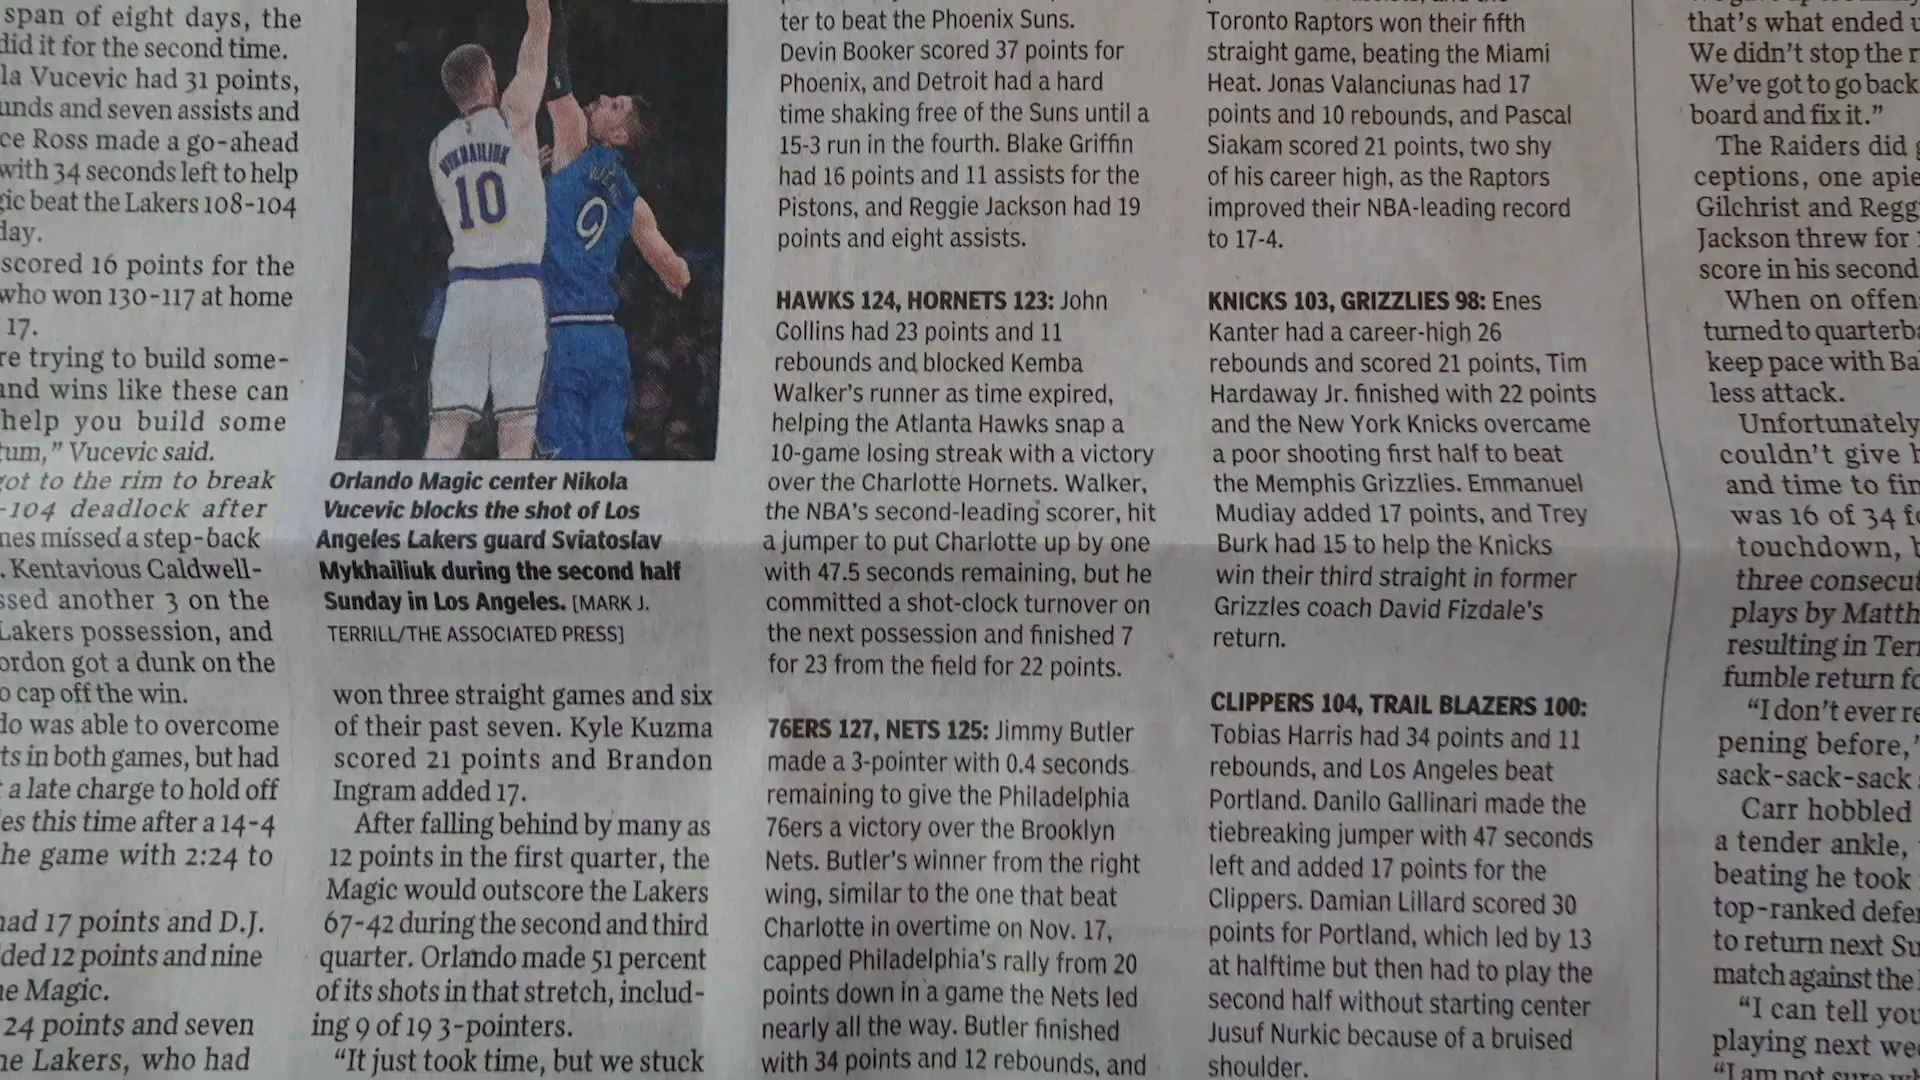 span of eight days, the
did it for the second time.
la Vucevic had 31 points,
unds and seven assists and
ce Ross made a go-ahead
with 34 seconds left to help
gic beat the Lakers 108-104
day.
scored 16 points for the
who won 130-117 at home
17.
re trying to build some-
and wins like these can
help you build some
tum," Vucevic said.
got to the rim to break
-104 deadlock after
nes missed a step-back
. Kentavious Caldwell-
ssed another 3 on the
Lakers possession, and
ordon got a dunk on the
o cap off the win.
do was able to overcome
ts in both games, but had
t a late charge to hold off
es this time after a 14-4
he game with 2:24 to
had 17 points and D.J.
ded 12 points and nine
he Magic.
24 points and seven
he Lakers, who had
MYKHAILIUK
10
9
Orlando Magic center Nikola
Vucevic blocks the shot of Los
Angeles Lakers guard Sviatoslav
Mykhailiuk during the second half
Sunday in Los Angeles. [MARK J.
TERRILL/THE ASSOCIATED PRESS]
won three straight games and six
of their past seven. Kyle Kuzma
scored 21 points and Brandon
Ingram added 17.
After falling behind by many as
12 points in the first quarter, the
Magic would outscore the Lakers
67-42 during the second and third
quarter. Orlando made 51 percent
of its shots in that stretch, includ-
ing 9 of 19 3-pointers.
"It just took time, but we stuck
ter to beat the Phoenix Suns.
Devin Booker scored 37 points for
Phoenix, and Detroit had a hard
time shaking free of the Suns until a
15-3 run in the fourth. Blake Griffin
had 16 points and 11 assists for the
Pistons, and Reggie Jackson had 19
points and eight assists.
HAWKS 124, HORNETS 123: John
Collins had 23 points and 11
rebounds and blocked Kemba
Walker's runner as time expired,
helping the Atlanta Hawks snap a
10-game losing streak with a victory
over the Charlotte Hornets. Walker,
the NBA's second-leading scorer, hit
a jumper to put Charlotte up by one
with 47.5 seconds remaining, but he
committed a shot-clock turnover on
the next possession and finished 7
for 23 from the field for 22 points.
76ERS 127, NETS 125: Jimmy Butler
made a 3-pointer with 0.4 seconds
remaining to give the Philadelphia
76ers a victory over the Brooklyn
Nets. Butler's winner from the right
wing, similar to the one that beat
Charlotte in overtime on Nov. 17,
capped Philadelphia's rally from 20
points down in a game the Nets led
nearly all the way. Butler finished
with 34 points and 12 rebounds, and
Toronto Raptors won their fifth
straight game, beating the Miami
Heat. Jonas Valanciunas had 17
points and 10 rebounds, and Pascal
Siakam scored 21 points, two shy
of his career high, as the Raptors
improved their NBA-leading record
to 17-4.
KNICKS 103, GRIZZLIES 98: Enes
Kanter had a career-high 26
rebounds and scored 21 points, Tim
Hardaway Jr. finished with 22 points
and the New York Knicks overcame
a poor shooting first half to beat
the Memphis Grizzlies. Emmanuel
Mudiay added 17 points, and Trey
Burk had 15 to help the Knicks
win their third straight in former
Grizzles coach David Fizdale's
return.
CLIPPERS 104, TRAIL BLAZERS 100:
Tobias Harris had 34 points and 11
rebounds, and Los Angeles beat
Portland. Danilo Gallinari made the
tiebreaking jumper with 47 seconds
left and added 17 points for the
Clippers. Damian Lillard scored 30
points for Portland, which led by 13
at halftime but then had to play the
second half without starting center
Jusuf Nurkic because of a bruised
shoulder.
that's what ended u
We didn't stop the r
We've got to go back
board and fix it."
The Raiders did g
ceptions, one apie
Gilchrist and Regg
Jackson threw for
score in his second
When on offen
turned to quarterba
keep pace with Ba
less attack.
Unfortunately
couldn't give h
and time to fin
was 16 of 34 fo
touchdown, b
three consecut
plays by Matth
resulting in Terr
fumble return fo
"I don't ever re
pening before,"
sack-sack-sack
Carr hobbled
a tender ankle,
beating he took
top-ranked defen
to return next Su
match against the
"I can tell you
playing next wee
"I am not sure wh